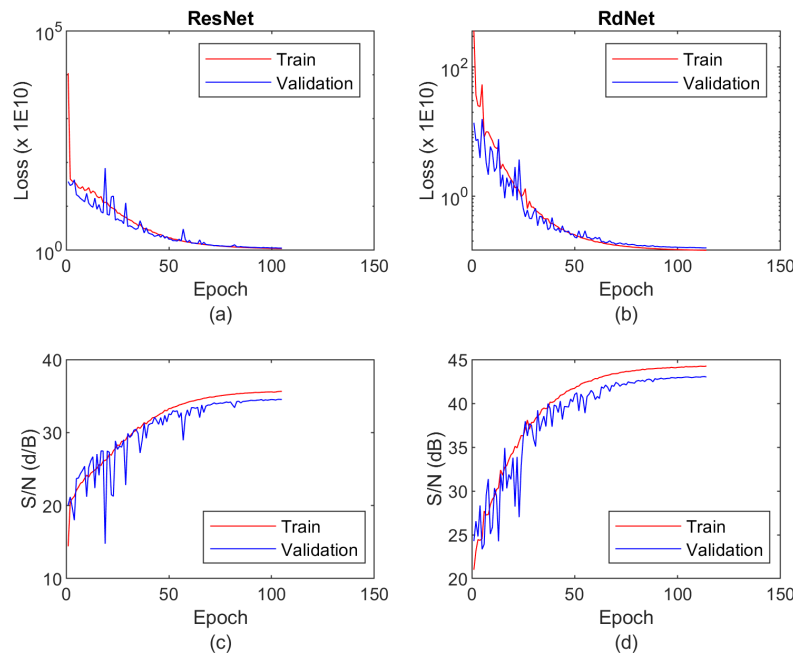 ResNet
10^5
Train
Validation
Loss (x 1E10)
10^0
0
50
100
150
Epoch
(a)
RdNet
10^2
Train
Validation
Loss (x 1E10)
10^0
0
50
100
150
Epoch
(b)
40
30
S/N (d/B)
20
Train
Validation
10
0
50
100
150
Epoch
(c)
45
40
35
S/N (dB)
30
25
Train
Validation
20
0
50
100
150
Epoch
(d)